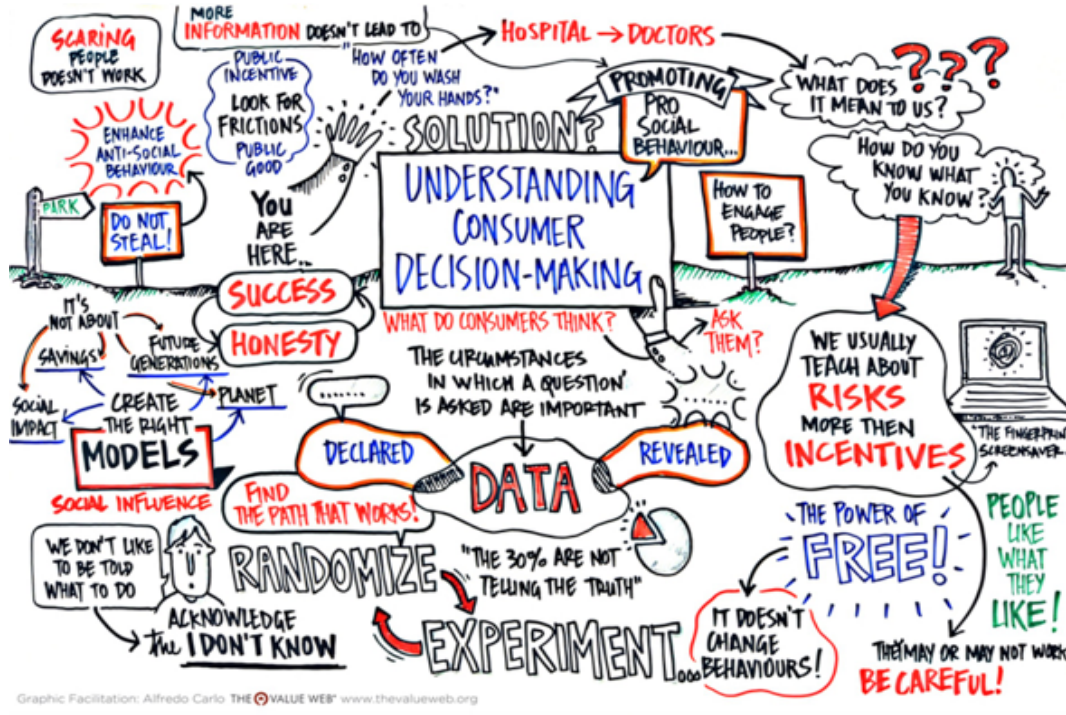 SCARING
PEOPLE
DOESN'T WORK
MORE
INFORMATION DOESN'T LEAD TO
PUBLIC
INCENTIVE
LOOK FOR
FRICTIONS
PUBLIC
GOOD
"HOW OFTEN
DO YOU WASH
YOUR HANDS?"
HOSPITAL → DOCTORS
PROMOTING
PRO
SOCIAL
BEHAVIOUR...
WHAT DOES
IT MEAN TO US?
???
HOW DO YOU
KNOW WHAT
YOU KNOW?
ENHANCE
ANTI-SOCIAL
BEHAVIOUR
PARK
DO NOT
STEAL!
YOU
ARE
HERE..
SOLUTION?
UNDERSTANDING
CONSUMER
DECISION-MAKING
HOW TO
ENGAGE
PEOPLE?
SUCCESS
HONESTY
WHAT DO CONSUMERS THINK?
ASK
THEM?
IT'S
NOT ABOUT
SAVINGS
FUTURE
GENERATIONS
PLANET
SOCIAL
IMPACT
CREATE
THE RIGHT
MODELS
SOCIAL INFLUENCE
THE CIRCUMSTANCES
IN WHICH A QUESTION
IS ASKED ARE IMPORTANT
DECLARED
DATA
REVEALED
FIND
THE PATH THAT WORKS!
WE USUALLY
TEACH ABOUT
RISKS
MORE THEN
INCENTIVES
@
"THE FINGERPRINT
SCREENSAVER"
WE DON'T LIKE
TO BE TOLD
WHAT TO DO
ACKNOWLEDGE
the I DON'T KNOW
RANDOMIZE
EXPERIMENT...
"THE 30% ARE NOT
TELLING THE TRUTH"
THE POWER OF
FREE!
IT DOESN'T
CHANGE
BEHAVIOURS!
PEOPLE
LIKE
WHAT
THEY
LIKE!
THEY MAY OR MAY NOT WORK
BE CAREFUL!
Graphic Facilitation: Alfredo Carlo THE VALUE WEB® www.thevalueweb.org